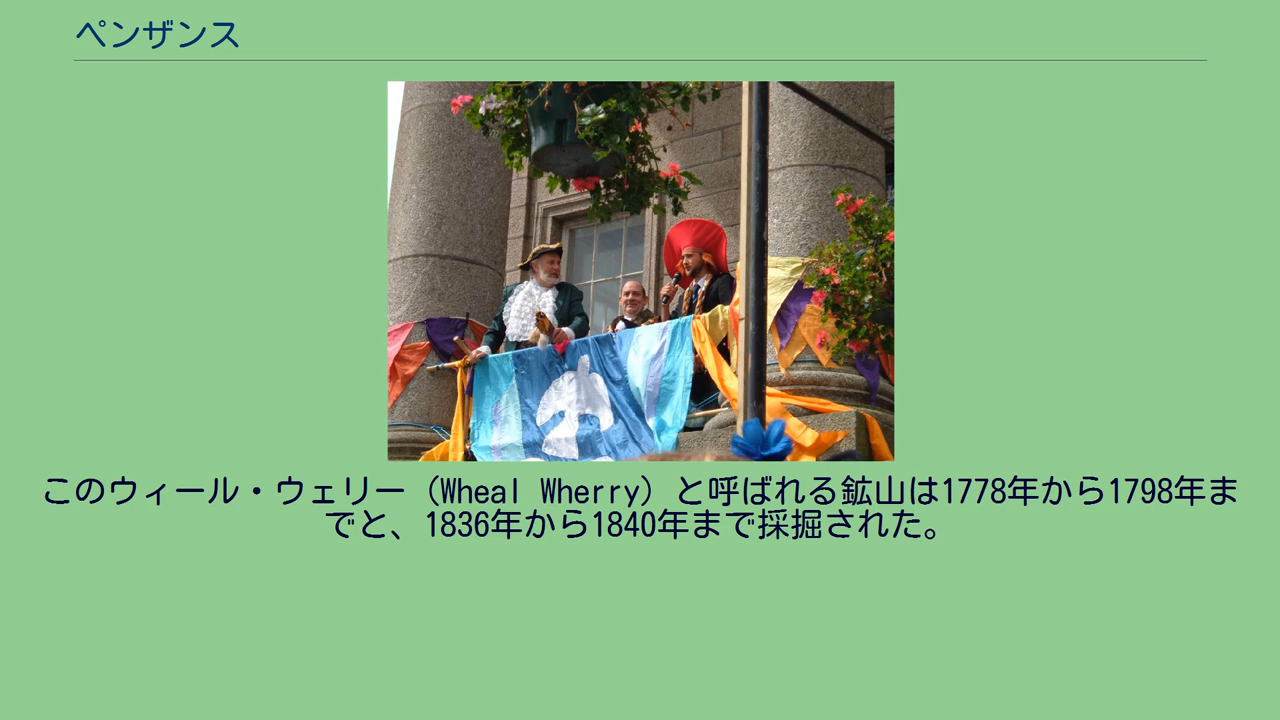 ペンザンス
このウィール・ウェリー（Wheal Wherry）と呼ばれる鉱山は1778年から1798年ま
でと、1836年から1840年まで採掘された。